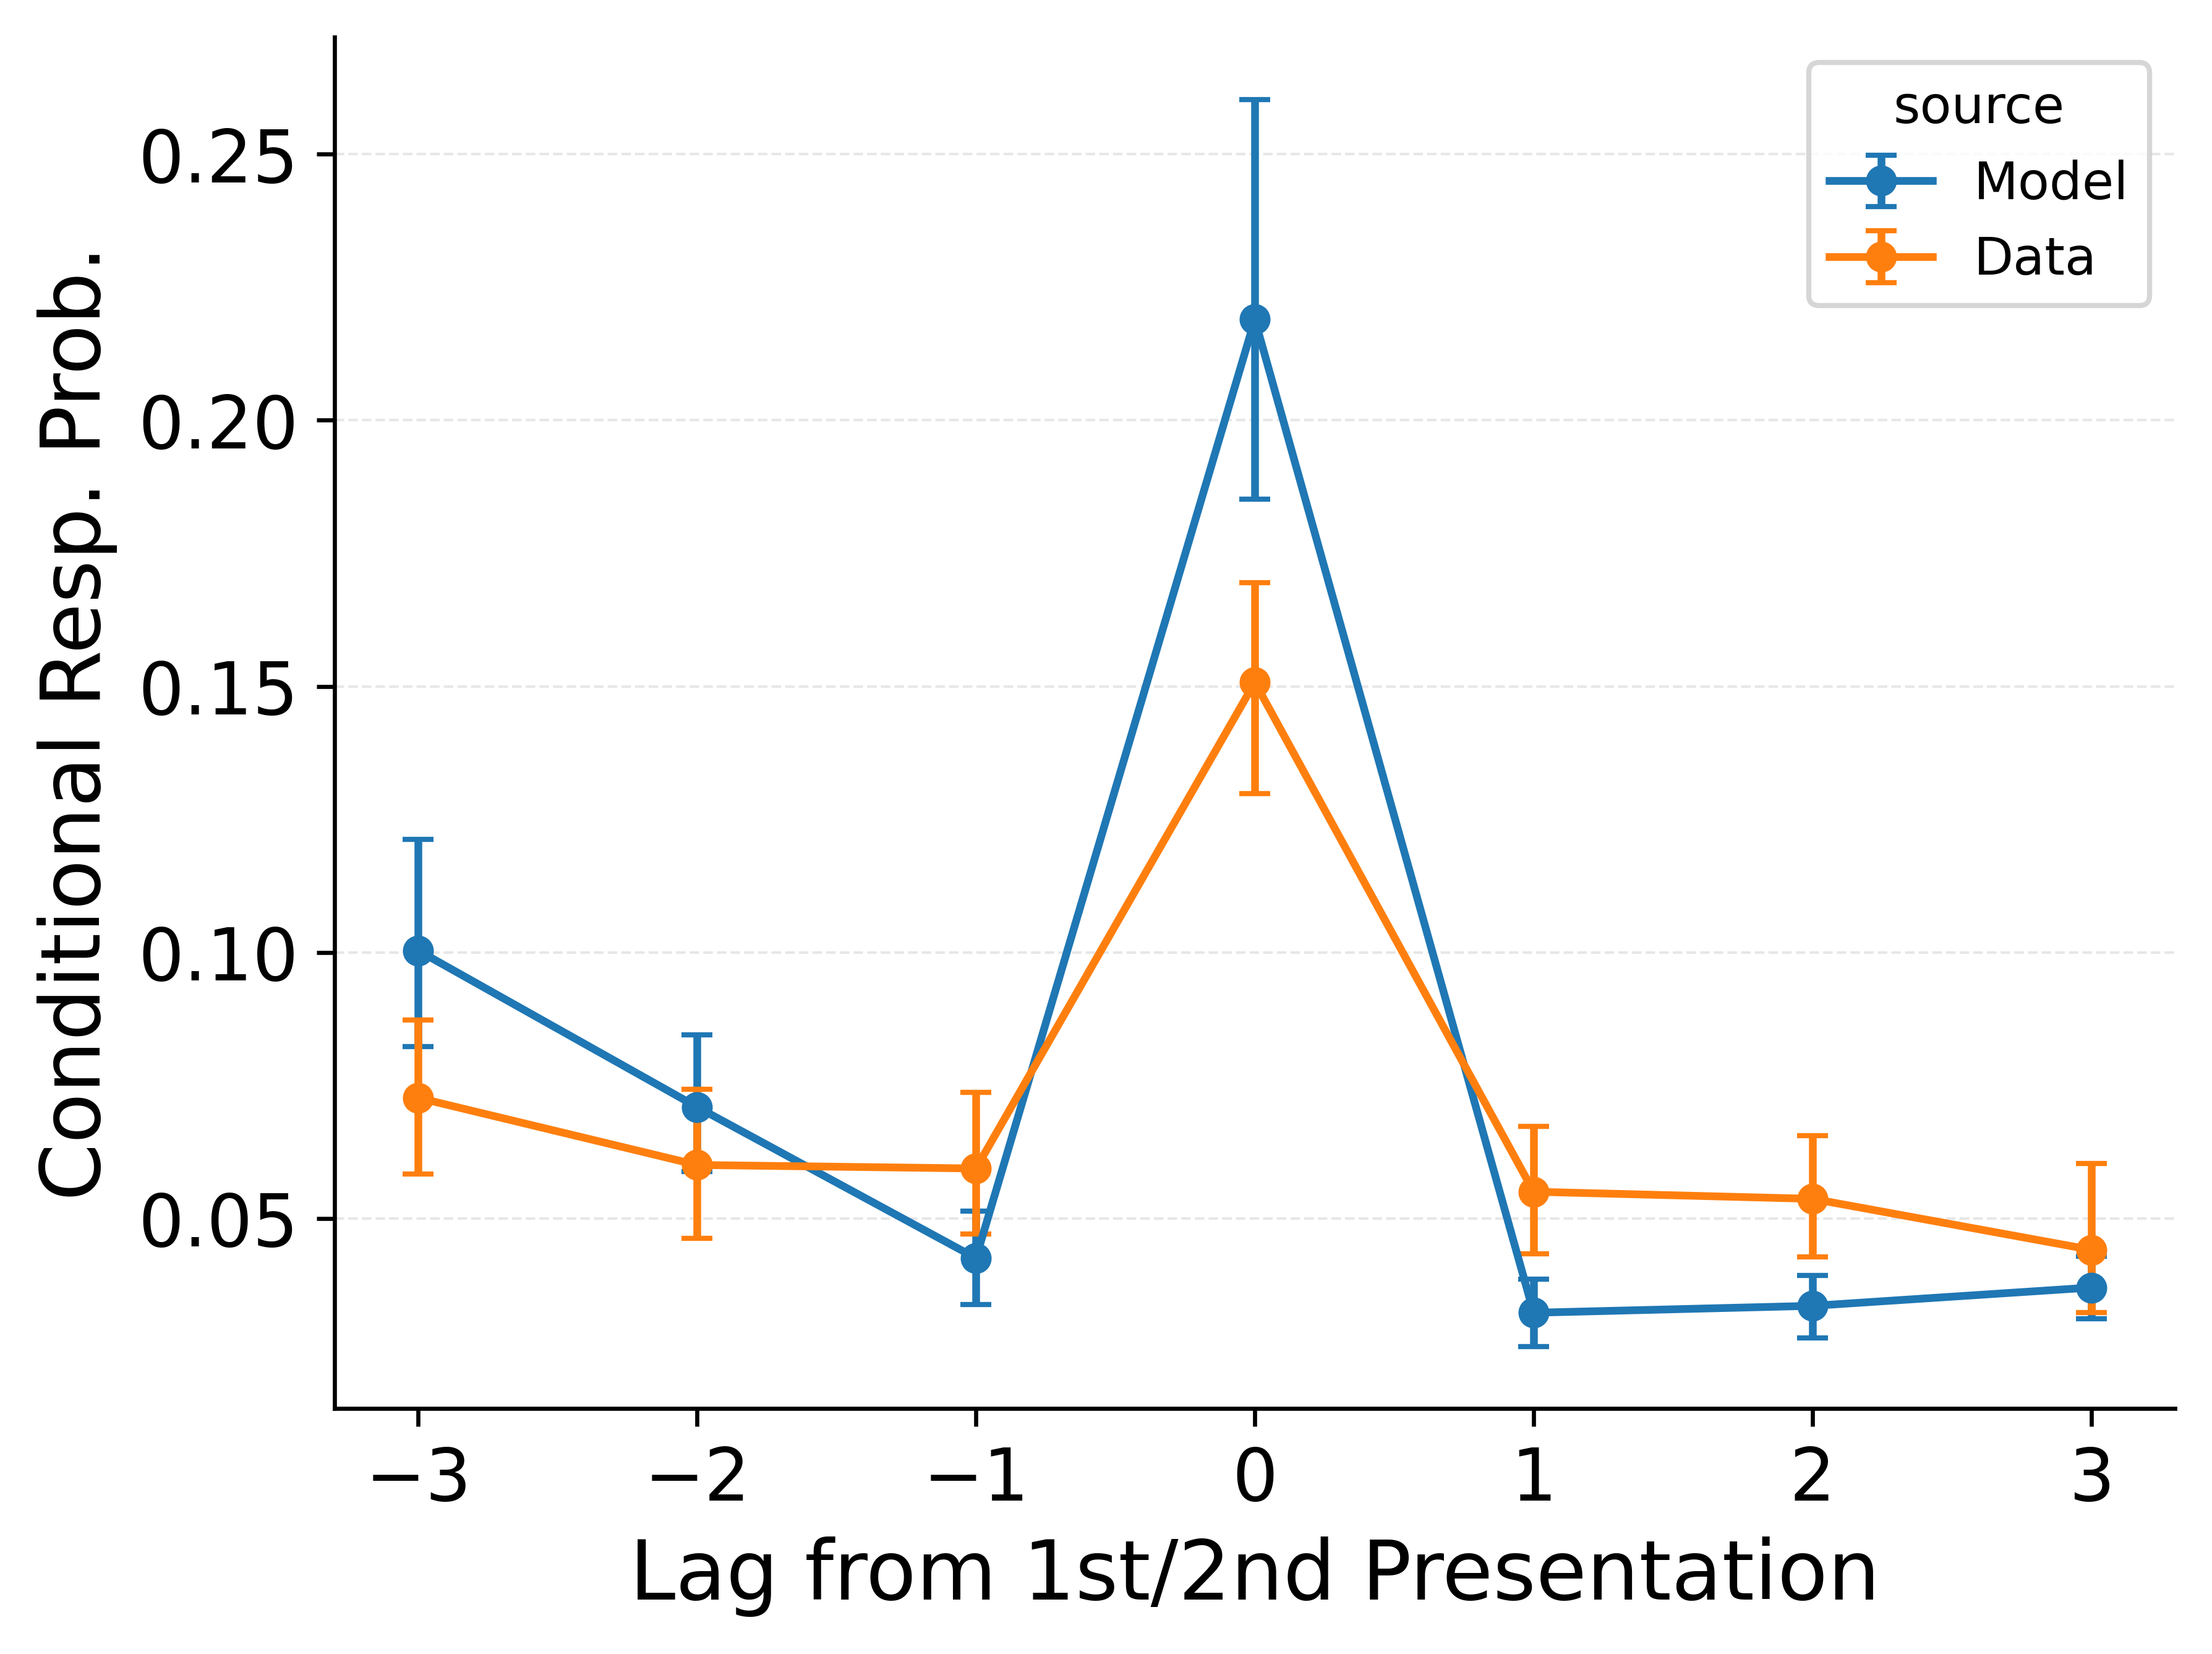 source
Model
Data
0.25
0.20
0.15
0.10
0.05
Conditional Resp. Prob.
−3 −2 −1 0 1 2 3
Lag from 1st/2nd Presentation